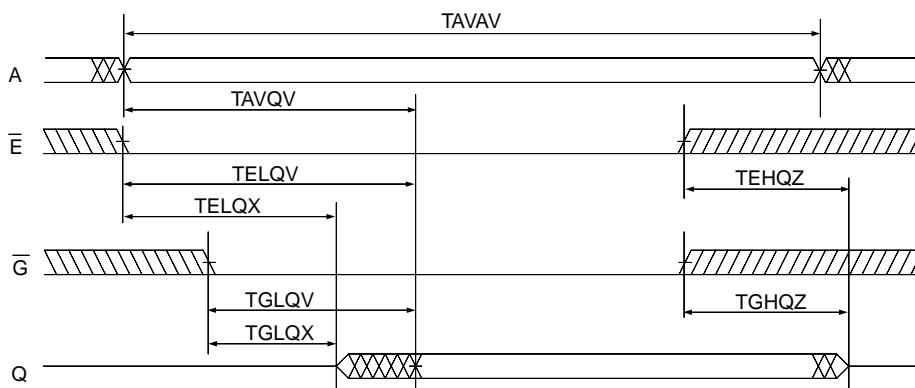 TAVAV
A
TAVQV
E̅
TELQV
TEHQZ
TELQX
G̅
TGLQV
TGHQZ
TGLQX
Q